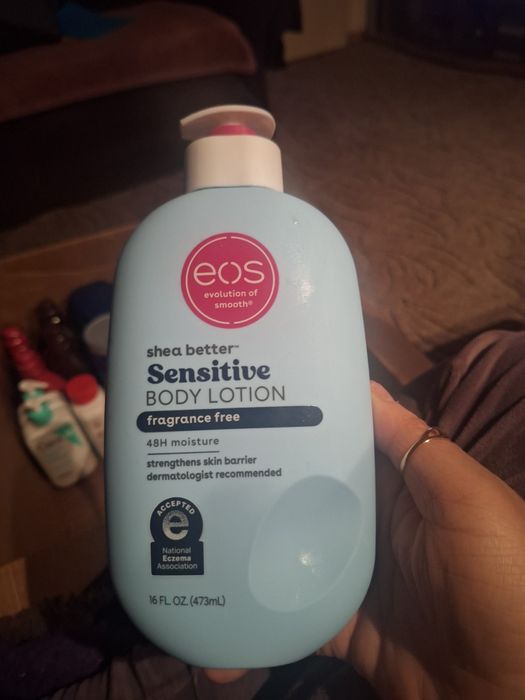 eos
evolution of
smooth®
shea better™
Sensitive
BODY LOTION
fragrance free
48H moisture
strengthens skin barrier
dermatologist recommended
ACCEPTED
e
National
Eczema
Association
16 FL. OZ. (473mL)